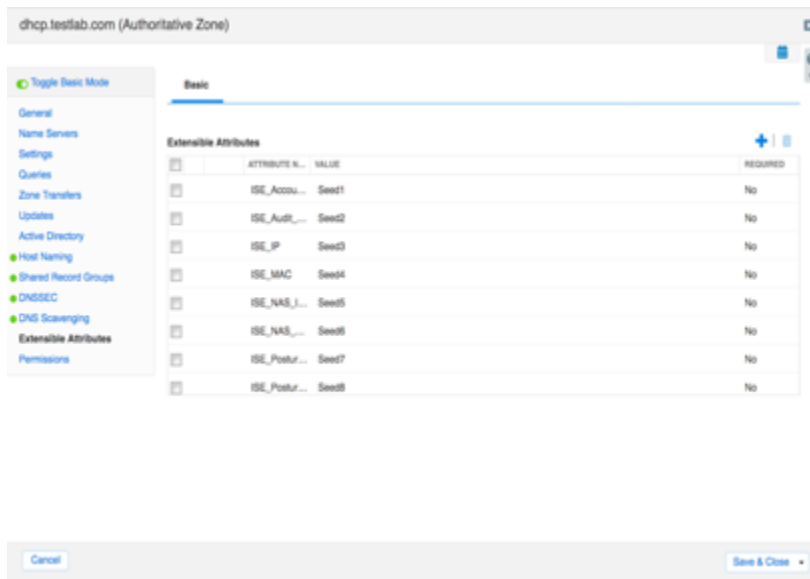 dhcp.testlab.com (Authoritative Zone)
Toggle Basic Mode
Basic
General
Name Servers
Settings
Queries
Zone Transfers
Updates
Active Directory
Host Naming
Shared Record Groups
DNSSEC
DNS Scavenging
Extensible Attributes
Permissions
Extensible Attributes
ATTRIBUTE N... VALUE REQUIRED
ISE_Accou... Seed1 No
ISE_Audit_... Seed2 No
ISE_IP Seed3 No
ISE_MAC Seed4 No
ISE_NAS_I... Seed5 No
ISE_NAS_... Seed6 No
ISE_Postur... Seed7 No
ISE_Postur... Seed8 No
Cancel
Save & Close